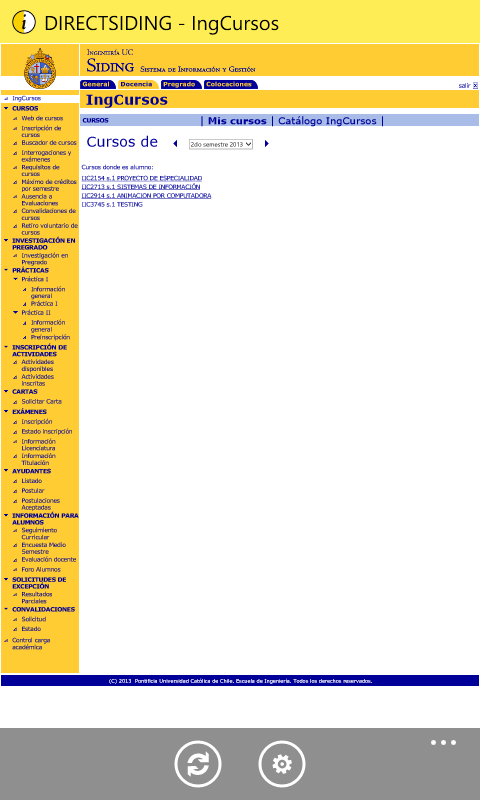 DIRECTSIDING - IngCursos
INGENIERÍA UC
SIDING SISTEMA DE INFORMACIÓN Y GESTIÓN
General Docencia Pregrado Colocaciones
salir
IngCursos
CURSOS
Web de cursos
Inscripción de
cursos
Buscador de cursos
Interrogaciones y
exámenes
Requisitos de
cursos
Máximo de créditos
por semestre
Ausencia a
Evaluaciones
Convalidaciones de
cursos
Retiro voluntario de
cursos
INVESTIGACIÓN EN
PREGRADO
Investigación en
Pregrado
PRÁCTICAS
Práctica I
Información
general
Práctica I
Práctica II
Información
general
Preinscripción
INSCRIPCIÓN DE
ACTIVIDADES
Actividades
disponibles
Actividades
inscritas
CARTAS
Solicitar Carta
EXÁMENES
Inscripción
Estado inscripción
Información
Licenciatura
Información
Titulación
AYUDANTES
Listado
Postular
Postulaciones
Aceptadas
INFORMACIÓN PARA
ALUMNOS
Seguimiento
Curricular
Encuesta Medio
Semestre
Evaluación docente
Foro Alumnos
SOLICITUDES DE
EXCEPCIÓN
Resultados
Parciales
CONVALIDACIONES
Solicitud
Estado
Control carga
académica
IngCursos
CURSOS | Mis cursos | Catálogo IngCursos |
Cursos de 2do semestre 2013
Cursos donde es alumno:
IIC2154 s.1 PROYECTO DE ESPECIALIDAD
IIC2713 s.1 SISTEMAS DE INFORMACIÓN
IIC2914 s.1 ANIMACION POR COMPUTADORA
IIC3745 s.1 TESTING
(C) 2013 Pontificia Universidad Católica de Chile. Escuela de Ingeniería. Todos los derechos reservados.